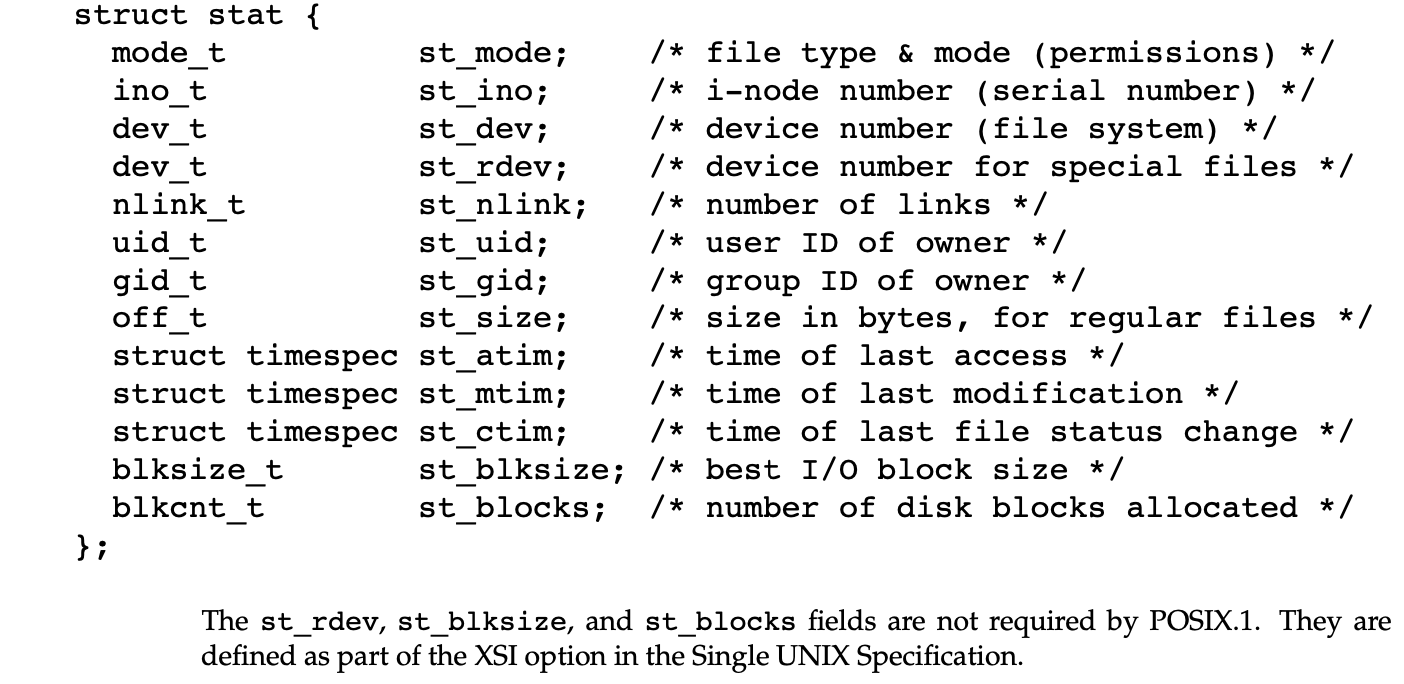 struct stat {
  mode_t          st_mode;    /* file type & mode (permissions) */
  ino_t           st_ino;     /* i-node number (serial number) */
  dev_t           st_dev;     /* device number (file system) */
  dev_t           st_rdev;    /* device number for special files */
  nlink_t         st_nlink;   /* number of links */
  uid_t           st_uid;     /* user ID of owner */
  gid_t           st_gid;     /* group ID of owner */
  off_t           st_size;    /* size in bytes, for regular files */
  struct timespec st_atim;    /* time of last access */
  struct timespec st_mtim;    /* time of last modification */
  struct timespec st_ctim;    /* time of last file status change */
  blksize_t       st_blksize; /* best I/O block size */
  blkcnt_t        st_blocks;  /* number of disk blocks allocated */
};
The st_rdev, st_blksize, and st_blocks fields are not required by POSIX.1. They are
defined as part of the XSI option in the Single UNIX Specification.